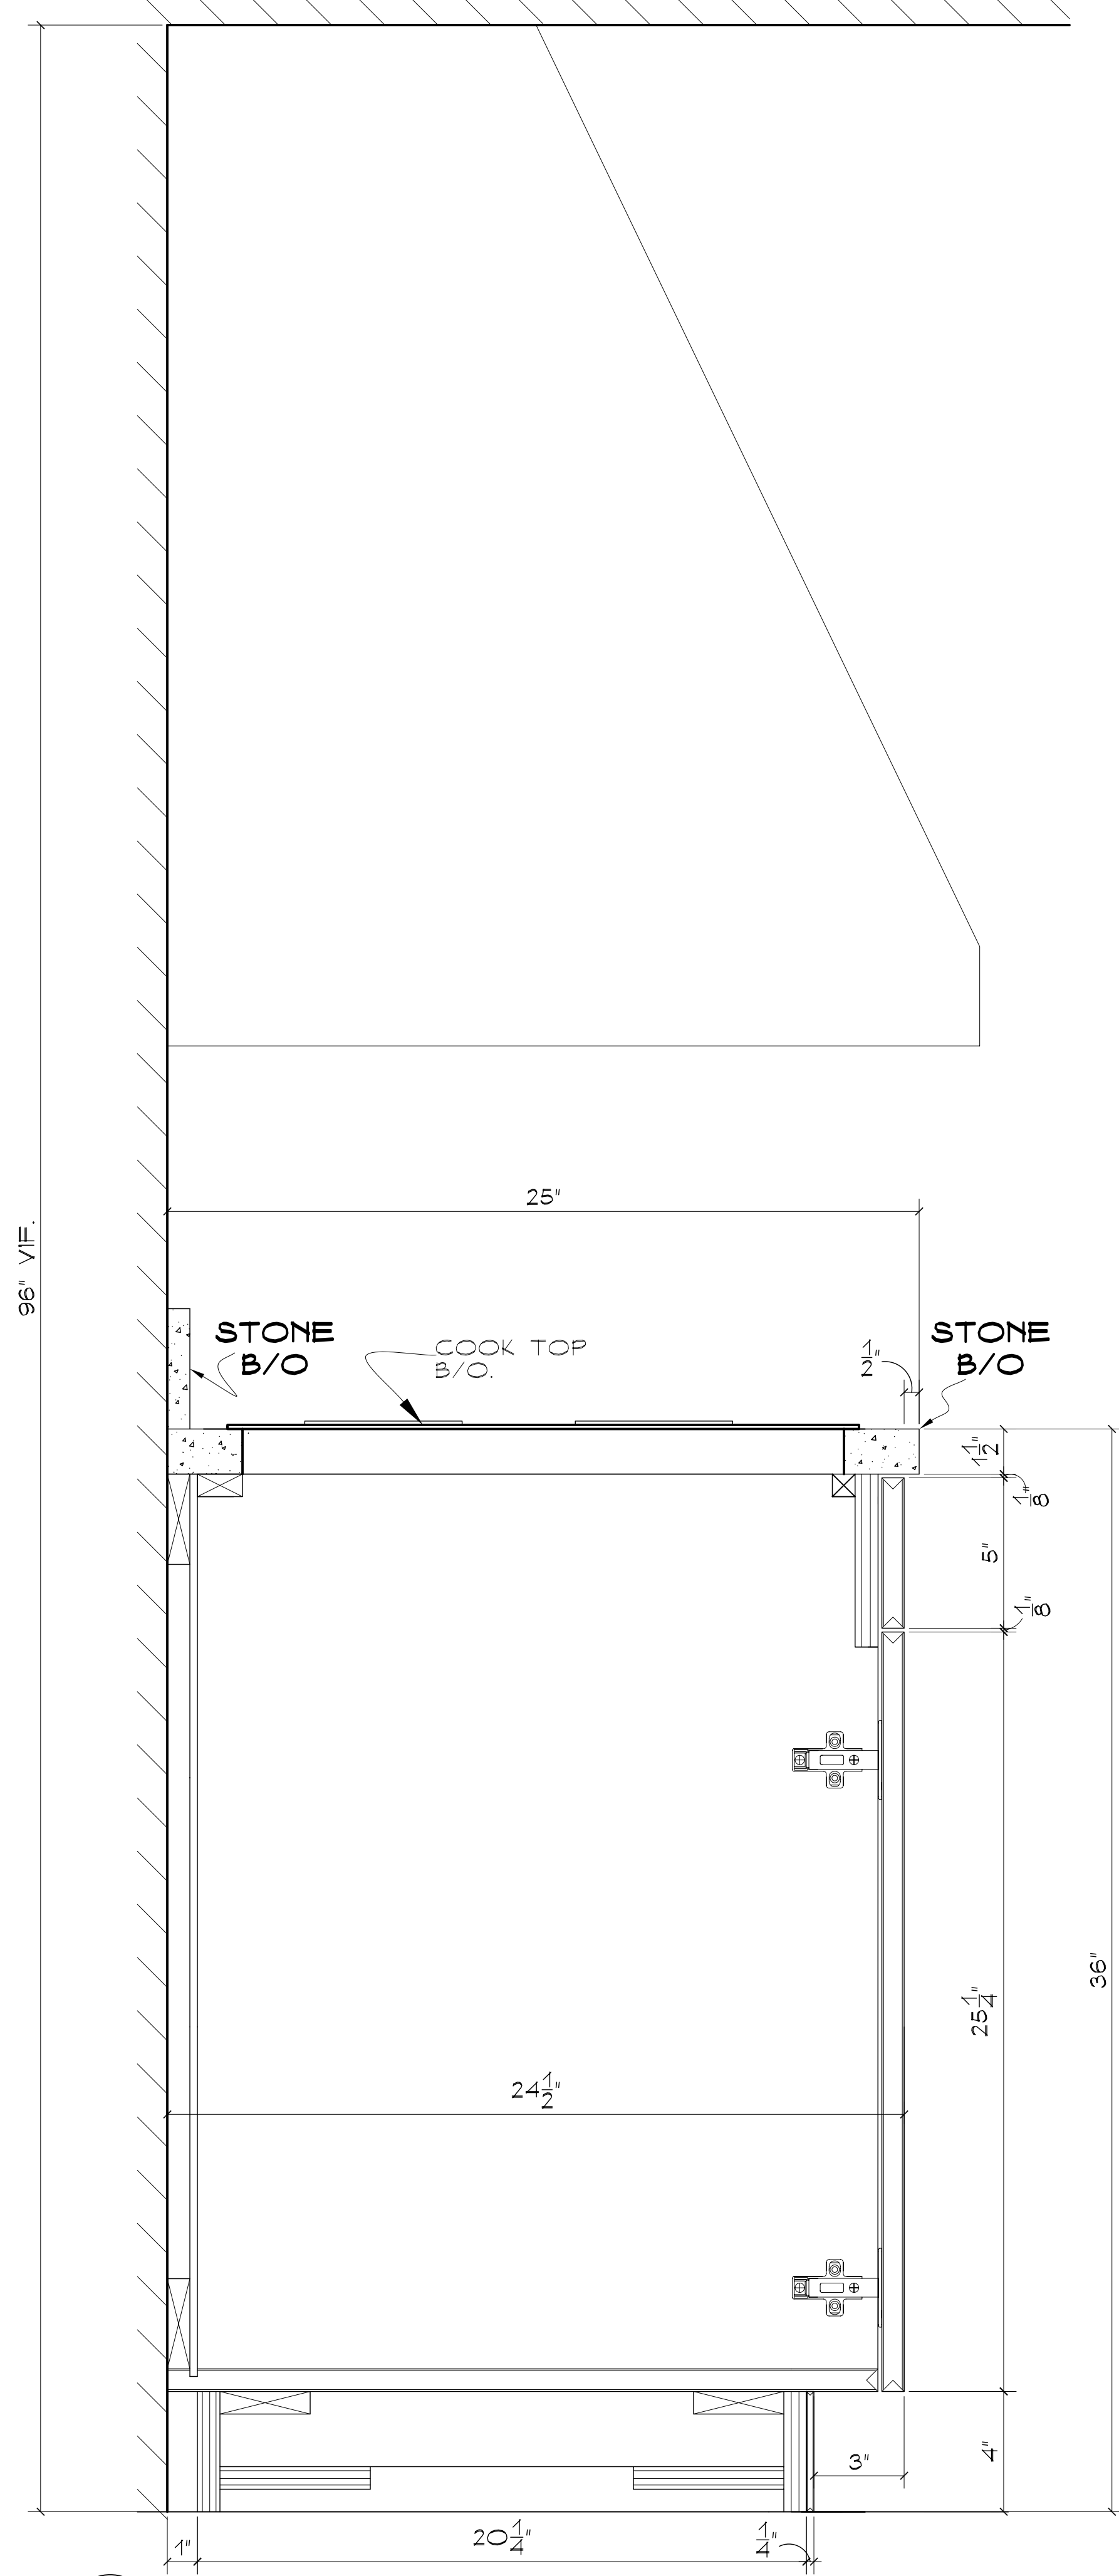 96" VIF.
25"
STONE
B/O
COOK TOP
B/O.
1/2"
STONE
B/O
1 1/2"
1/8"
5"
1/8"
36"
25 1/4"
24 1/2"
4"
3"
1"
20 1/4"
1/4"